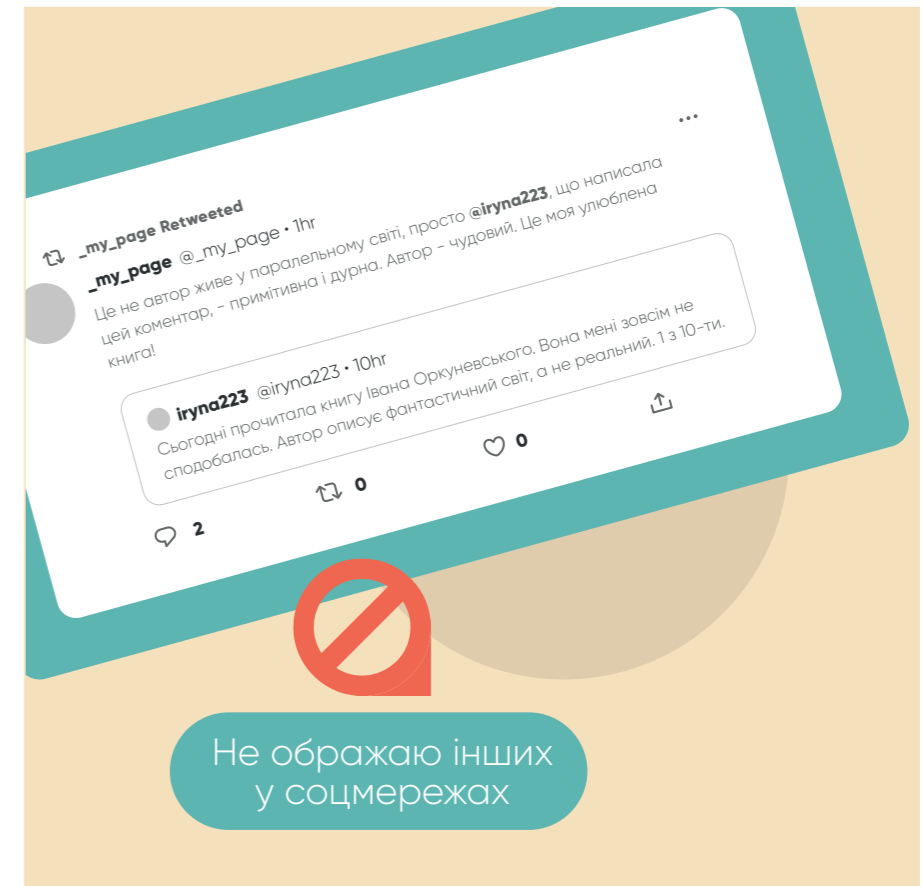 _my_page Retweeted
_my_page @_my_page • 1hr
Це не автор живе у паралельному світі, просто @iryna223, що написала
цей коментар, - примітивна і дурна. Автор - чудовий. Це моя улюблена
книга!
iryna223 @iryna223 • 10hr
Сьогодні прочитала книгу Івана Оркуневського. Вона мені зовсім не
сподобалась. Автор описує фантастичний світ, а не реальний. 1 з 10-ти.
2 0 0
Не ображаю інших
у соцмережах